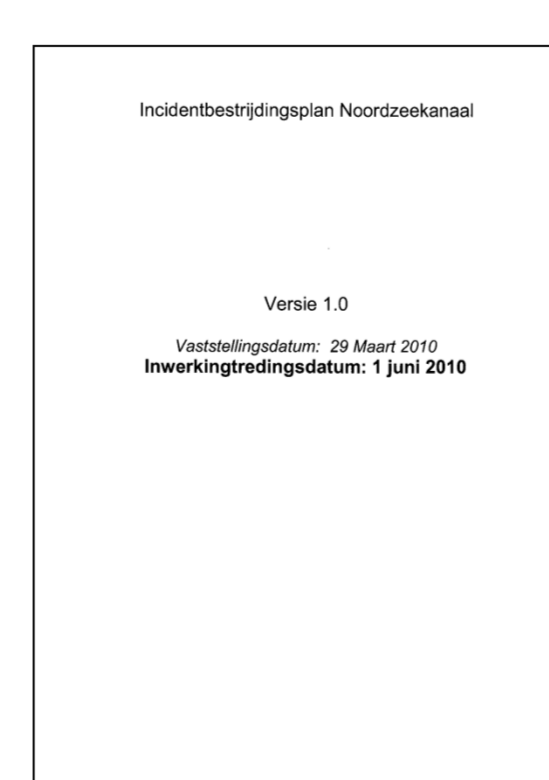 Incidentbestrijdingsplan Noordzeekanaal
Versie 1.0
Vaststellingsdatum: 29 Maart 2010
Inwerkingtredingsdatum: 1 juni 2010